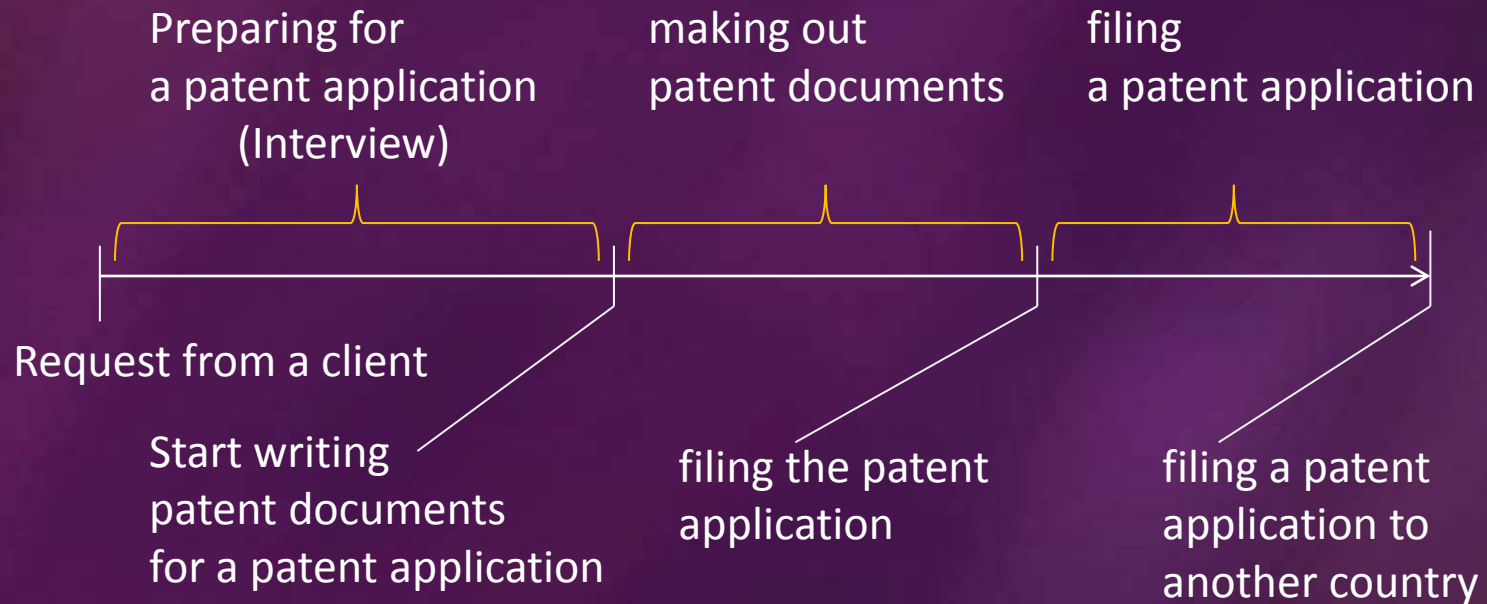 Preparing for
a patent application
(Interview)
making out
patent documents
filing
a patent application
Request from a client
Start writing
patent documents
for a patent application
filing the patent
application
filing a patent
application to
another country